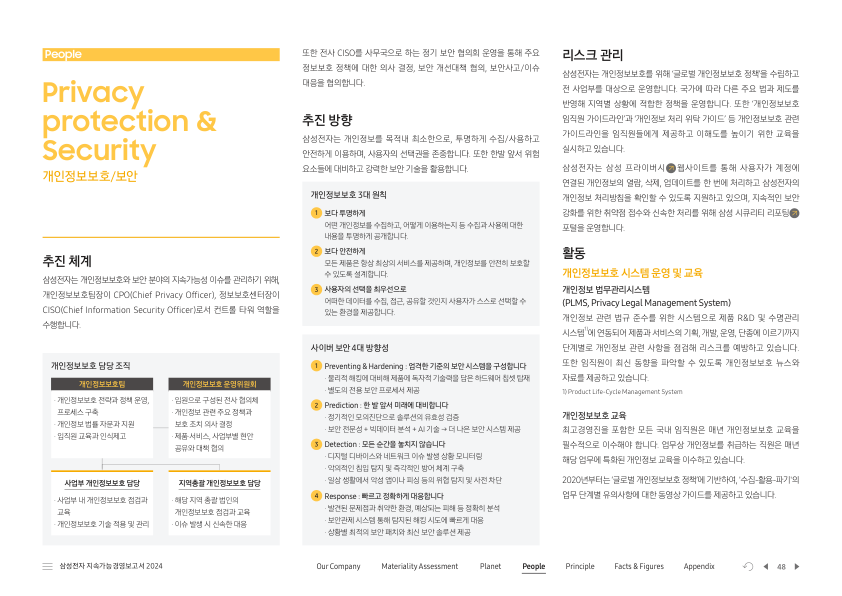 People
Privacy
protection &
Security
개인정보보호/보안
추진 체계
삼성전자는 개인정보보호와 보안 분야의 지속가능성 이슈를 관리하기 위해,
개인정보보호팀장이 CPO(Chief Privacy Officer), 정보보호센터장이
CISO(Chief Information Security Officer)로서 컨트롤 타워 역할을
수행합니다.
개인정보보호 담당 조직
개인정보보호팀
· 개인정보보호 전략과 정책 운영,
프로세스 구축
· 개인정보 법률 자문과 지원
· 임직원 교육과 인식제고
개인정보보호 운영위원회
· 임원으로 구성된 전사 협의체
· 개인정보 관련 주요 정책과
보호 조치 의사 결정
· 제품·서비스, 사업부별 현안
공유와 대책 협의
사업부 개인정보보호 담당
· 사업부 내 개인정보호 점검과
교육
· 개인정보보호 기술 적용 및 관리
지역총괄 개인정보보호 담당
· 해당 지역 총괄 법인의
개인정보보호 점검과 교육
· 이슈 발생 시 신속한 대응
또한 전사 CISO를 사무국으로 하는 정기 보안 협의회 운영을 통해 주요
정보보호 정책에 대한 의사 결정, 보안 개선대책 협의, 보안사고/이슈
대응을 협의합니다.
추진 방향
삼성전자는 개인정보를 목적내 최소한으로, 투명하게 수집/사용하고
안전하게 이용하며, 사용자의 선택권을 존중합니다. 또한 한발 앞서 위험
요소들에 대비하고 강력한 보안 기술을 활용합니다.
개인정보보호 3대 원칙
1 보다 투명하게
어떤 개인정보를 수집하고, 어떻게 이용하는지 등 수집과 사용에 대한
내용을 투명하게 공개합니다.
2 보다 안전하게
모든 제품은 항상 최상의 서비스를 제공하며, 개인정보를 안전히 보호할
수 있도록 설계합니다.
3 사용자의 선택을 최우선으로
어떠한 데이터를 수집, 접근, 공유할 것인지 사용자가 스스로 선택할 수
있는 환경을 제공합니다.
사이버 보안 4대 방향성
1 Preventing & Hardening : 엄격한 기준의 보안 시스템을 구성합니다
· 물리적 해킹에 대비해 제품에 독자적 기술력을 담은 하드웨어 칩셋 탑재
· 별도의 전용 보안 프로세서 제공
2 Prediction : 한 발 앞서 미래에 대비합니다
· 정기적인 모의진단으로 솔루션의 유효성 검증
· 보안 전문성 + 빅데이터 분석 + AI 기술 → 더 나은 보안 시스템 제공
3 Detection : 모든 순간을 놓치지 않습니다
· 디지털 디바이스와 네트워크 이슈 발생 상황 모니터링
· 악의적인 침입 탐지 및 즉각적인 방어 체계 구축
· 일상 생활에서 악성 앱이나 피싱 등의 위협 탐지 및 사전 차단
4 Response : 빠르고 정확하게 대응합니다
· 발견된 문제점과 취약한 환경, 예상되는 피해 등 정확히 분석
· 보안관제 시스템 통해 탐지된 해킹 시도에 빠르게 대응
· 상황별 최적의 보안 패치와 최신 보안 솔루션 제공
리스크 관리
삼성전자는 개인정보보호를 위해 '글로벌 개인정보보호 정책'을 수립하고
전 사업부를 대상으로 운영합니다. 국가에 따라 다른 주요 법과 제도를
반영해 지역별 상황에 적합한 정책을 운영합니다. 또한 '개인정보보호
임직원 가이드라인'과 '개인정보 처리 위탁 가이드' 등 개인정보보호 관련
가이드라인을 임직원들에게 제공하고 이해도를 높이기 위한 교육을
실시하고 있습니다.
삼성전자는 삼성 프라이버시 웹사이트를 통해 사용자가 계정에
연결된 개인정보의 열람, 삭제, 업데이트를 한 번에 처리하고 삼성전자의
개인정보 처리방침을 확인할 수 있도록 지원하고 있으며, 지속적인 보안
강화를 위한 취약점 접수와 신속한 처리를 위해 삼성 시큐리티 리포팅
포털을 운영합니다.
활동
개인정보보호 시스템 운영 및 교육
개인정보 법무관리시스템
(PLMS, Privacy Legal Management System)
개인정보 관련 법규 준수를 위한 시스템으로 제품 R&D 및 수명관리
시스템1)에 연동되어 제품과 서비스의 기획, 개발, 운영, 단종에 이르기까지
단계별로 개인정보 관련 사항을 점검해 리스크를 예방하고 있습니다.
또한 임직원이 최신 동향을 파악할 수 있도록 개인정보보호 뉴스와
자료를 제공하고 있습니다.
1) Product Life-Cycle Management System
개인정보보호 교육
최고경영진을 포함한 모든 국내 임직원은 매년 개인정보보호 교육을
필수적으로 이수해야 합니다. 업무상 개인정보를 취급하는 직원은 매년
해당 업무에 특화된 개인정보 교육을 이수하고 있습니다.
2020년부터는 '글로벌 개인정보보호 정책'에 기반하여, '수집-활용-파기'의
업무 단계별 유의사항에 대한 동영상 가이드를 제공하고 있습니다.
삼성전자 지속가능경영보고서 2024
Our Company Materiality Assessment Planet People Principle Facts & Figures Appendix 48